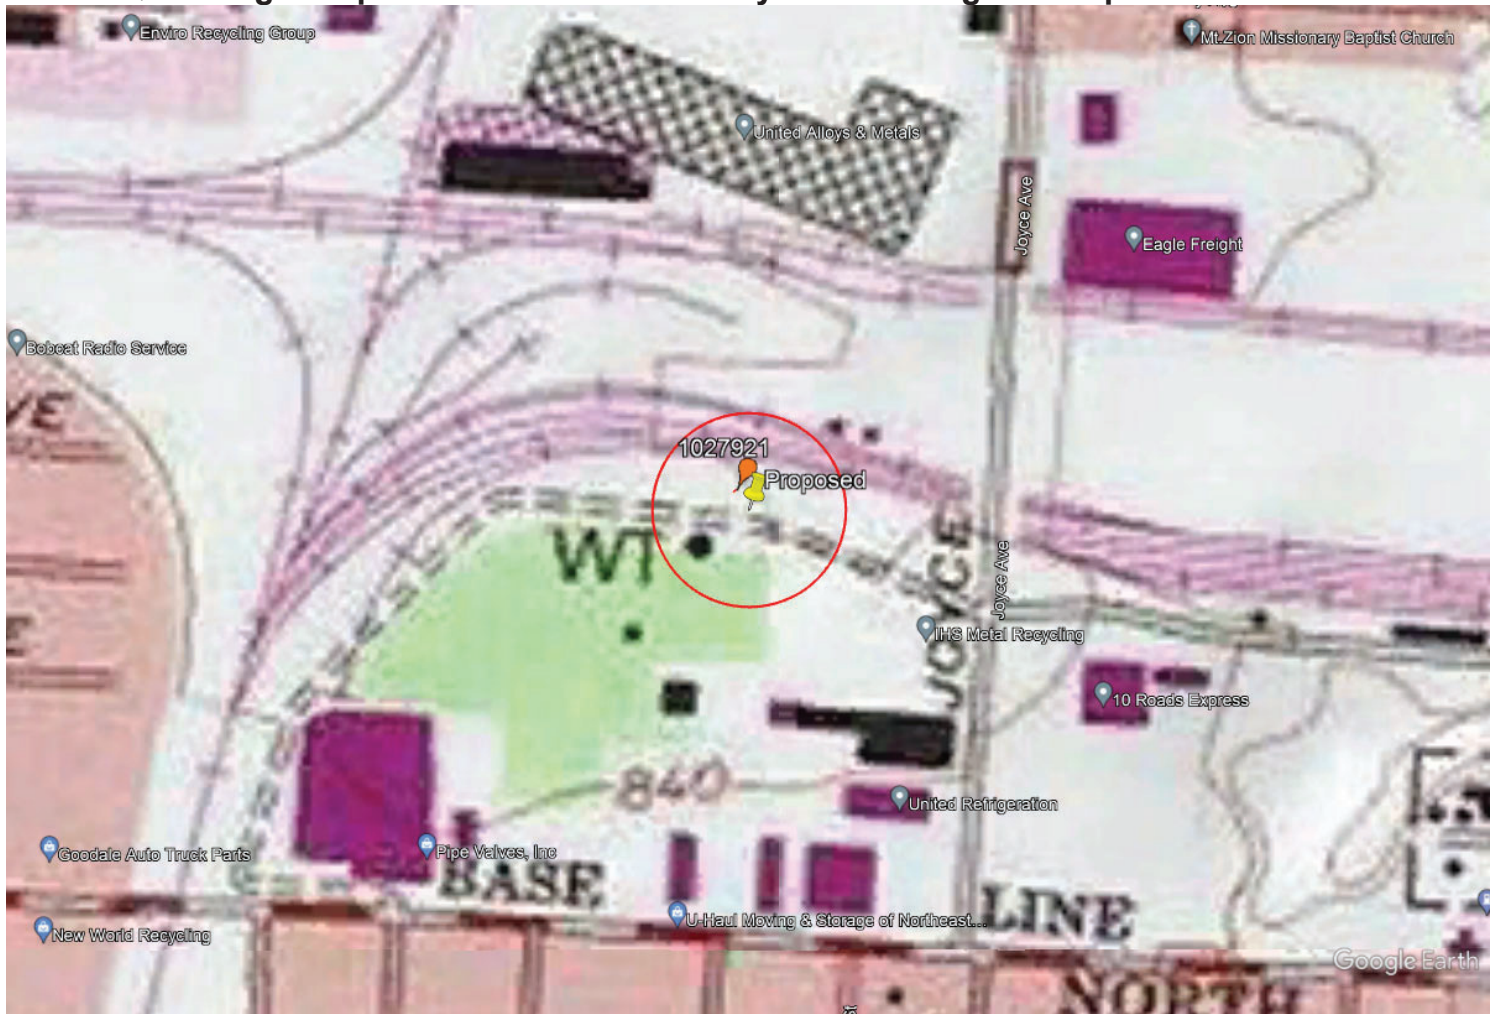 Enviro Recycling Group
Mt.Zion Missionary Baptist Church
United Alloys & Metals
Joyce Ave
Eagle Freight
Bobcat Radio Service
VE
1027921
Proposed
WT
JOYCE
Joyce Ave
E
IHS Metal Recycling
10 Roads Express
840
United Refrigeration
Goodale Auto Truck Parts
Pipe Valves, Inc
BASE
LINE
U-Haul Moving & Storage of Northeast...
New World Recycling
Google Earth
NORTH